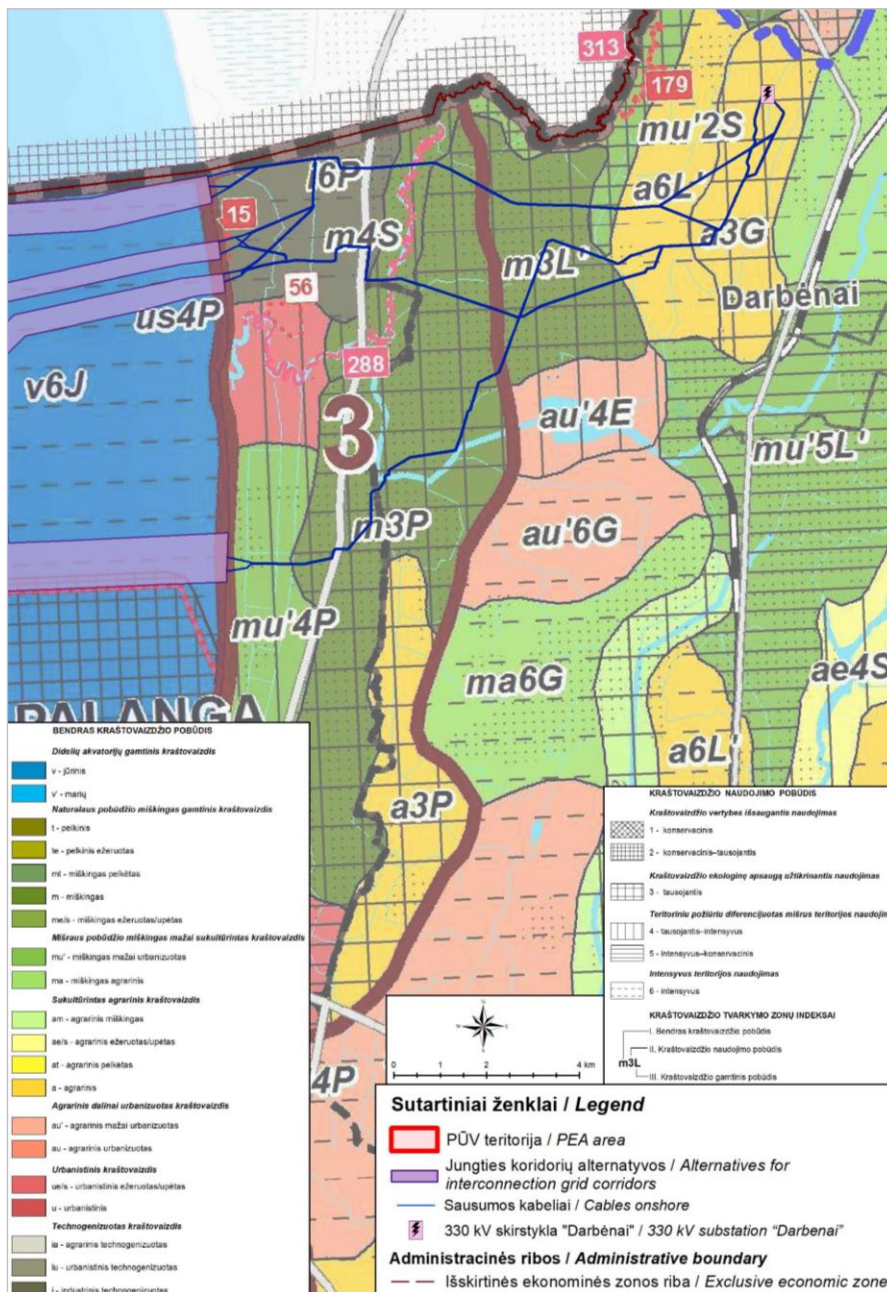 313
179
mu'2S
i6P
a6L'
15
m4S
a3G
m3L'
56
Darbėnai
us4P
288
v6J
3
au'4E
mu'5L'
au'6G
m3P
mu'4P
ma6G
ae4S
PALANGA
a6L'
a3P
4P
BENDRAS KRAŠTOVAIZDŽIO POBŪDIS
Didelių akvatorijų gamtinis kraštovaizdis
v - jūrinis
v' - marių
Natūralaus pobūdžio miškingas gamtinis kraštovaizdis
t - pelkinis
te - pelkinis ežeruotas
mt - miškingas pelkėtas
m - miškingas
me/s - miškingas ežeruotas/upėtas
Mišraus pobūdžio miškingas mažai sukultūrintas kraštovaizdis
mu' - miškingas mažai urbanizuotas
ma - miškingas agrarinis
Sukultūrintas agrarinis kraštovaizdis
am - agrarinis miškingas
ae/s - agrarinis ežeruotas/upėtas
at - agrarinis pelkėtas
a - agrarinis
Agrarinis dalinai urbanizuotas kraštovaizdis
au' - agrarinis mažai urbanizuotas
au - agrarinis urbanizuotas
Urbanistinis kraštovaizdis
ue/s - urbanistinis ežeruotas/upėtas
u - urbanistinis
Technogenizuotas kraštovaizdis
ia - agrarinis technogenizuotas
iu - urbanistinis technogenizuotas
i - industrinis technogenizuotas
KRAŠTOVAIZDŽIO NAUDOJIMO POBŪDIS
Kraštovaizdžio vertybes išsaugantis naudojimas
1 - konservacinis
2 - konservacinis–tausojantis
Kraštovaizdžio ekologinę apsaugą užtikrinantis naudojimas
3 - tausojantis
Teritoriniu požiūriu diferencijuotas mišrus teritorijos naudojim
4 - tausojantis–intensyvus
5 - intensyvus–konservacinis
Intensyvus teritorijos naudojimas
6 - intensyvus
KRAŠTOVAIZDŽIO TVARKYMO ZONŲ INDEKSAI
I. Bendras kraštovaizdžio pobūdis
II. Kraštovaizdžio naudojimo pobūdis
m3L
III. Kraštovaizdžio gamtinis pobūdis
0 2 4 km
Sutartiniai ženklai / Legend
PŪV teritorija / PEA area
Jungties koridorių alternatyvos / Alternatives for
interconnection grid corridors
Sausumos kabeliai / Cables onshore
330 kV skirstykla "Darbėnai" / 330 kV substation "Darbenai"
Administracinės ribos / Administrative boundary
Išskirtinės ekonominės zonos riba / Exclusive economic zone